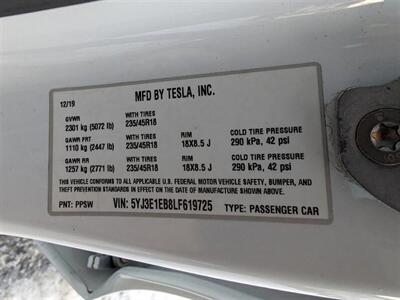 12/19 MFD BY TESLA, INC.
GVWR WITH TIRES
2301 kg (5072 lb) 235/45R18
GAWR FRT WITH TIRES RIM COLD TIRE PRESSURE
1110 kg (2447 lb) 235/45R18 18X8.5 J 290 kPa, 42 psi
GAWR RR WITH TIRES RIM COLD TIRE PRESSURE
1257 kg (2771 lb) 235/45R18 18X8.5 J 290 kPa, 42 psi
THIS VEHICLE CONFORMS TO ALL APPLICABLE U.S. FEDERAL MOTOR VEHICLE SAFETY, BUMPER, AND
THEFT PREVENTION STANDARDS IN EFFECT ON THE DATE OF MANUFACTURE SHOWN ABOVE.
PNT: PPSW VIN: 5YJ3E1EB8LF619725 TYPE: PASSENGER CAR